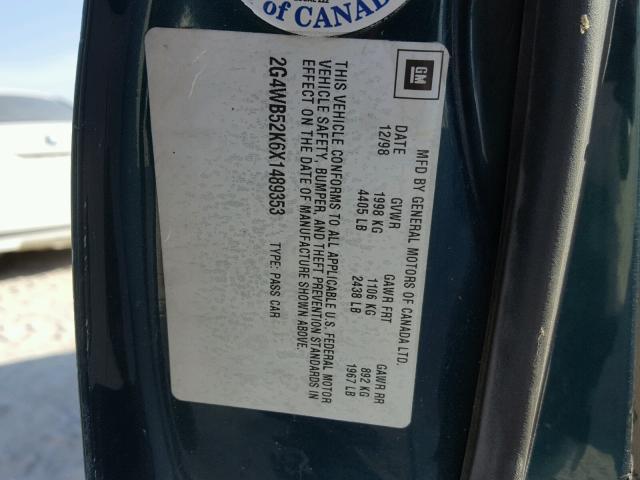 of CANAD
GM
MFD BY GENERAL MOTORS OF CANADA LTD.
DATE GVWR GAWR FRT GAWR RR
12/98 1998 KG 1106 KG 892 KG
4405 LB 2438 LB 1967 LB
THIS VEHICLE CONFORMS TO ALL APPLICABLE U.S. FEDERAL MOTOR
VEHICLE SAFETY, BUMPER, AND THEFT PREVENTION STANDARDS IN
EFFECT ON THE DATE OF MANUFACTURE SHOWN ABOVE.
2G4WB52K6X1489353 TYPE: PASS CAR